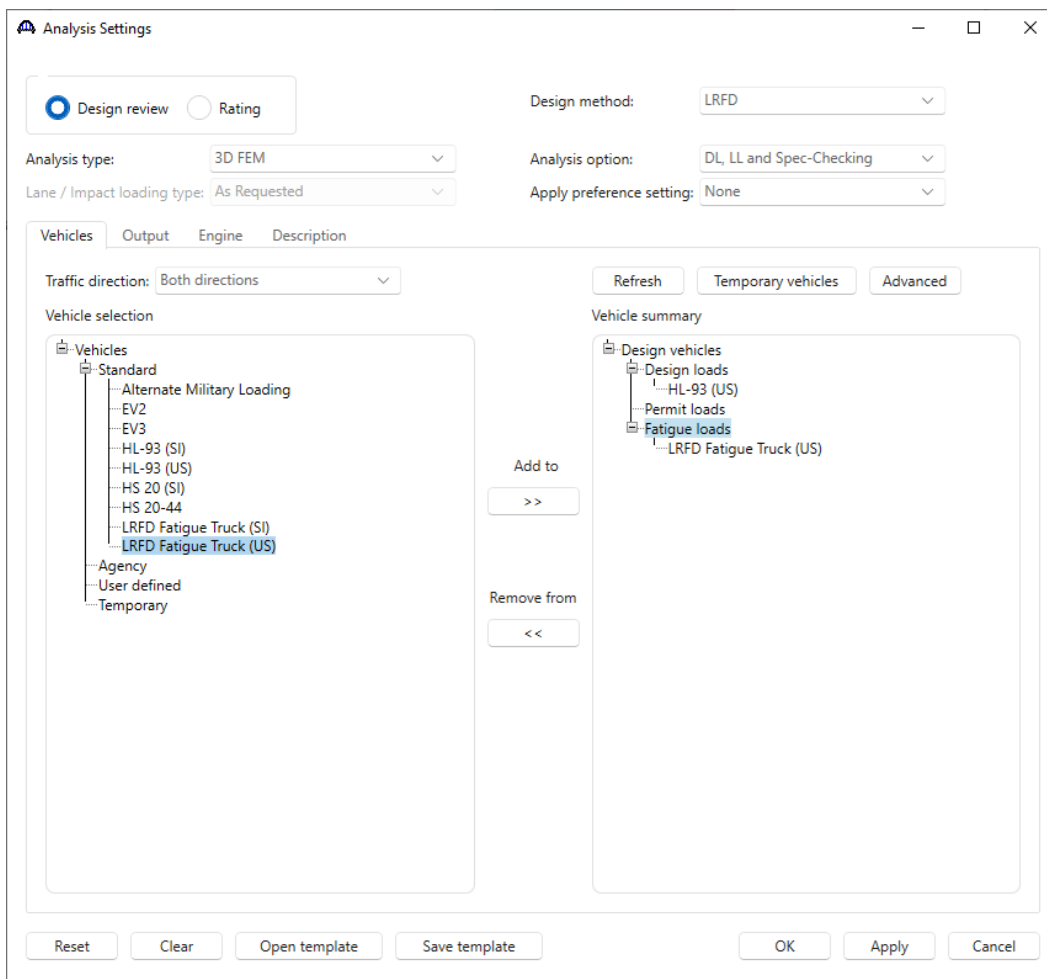 Analysis Settings
Design review Rating Design method: LRFD
Analysis type: 3D FEM Analysis option: DL, LL and Spec-Checking
Lane / Impact loading type: As Requested Apply preference setting: None
Vehicles Output Engine Description
Traffic direction: Both directions Refresh Temporary vehicles Advanced
Vehicle selection
Vehicles
Standard
Alternate Military Loading
EV2
EV3
HL-93 (SI)
HL-93 (US)
HS 20 (SI)
HS 20-44
LRFD Fatigue Truck (SI)
LRFD Fatigue Truck (US)
Agency
User defined
Temporary
Add to
>>
Remove from
<<
Vehicle summary
Design vehicles
Design loads
HL-93 (US)
Permit loads
Fatigue loads
LRFD Fatigue Truck (US)
Reset Clear Open template Save template OK Apply Cancel